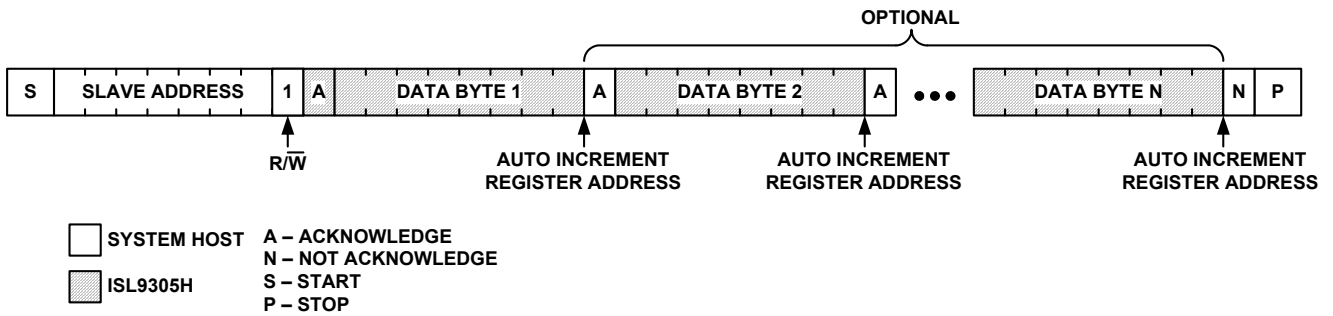 OPTIONAL
S SLAVE ADDRESS 1 A DATA BYTE 1 A DATA BYTE 2 A ●●● DATA BYTE N N P
R/W̅
AUTO INCREMENT
REGISTER ADDRESS
AUTO INCREMENT
REGISTER ADDRESS
AUTO INCREMENT
REGISTER ADDRESS
SYSTEM HOST
ISL9305H
A – ACKNOWLEDGE
N – NOT ACKNOWLEDGE
S – START
P – STOP